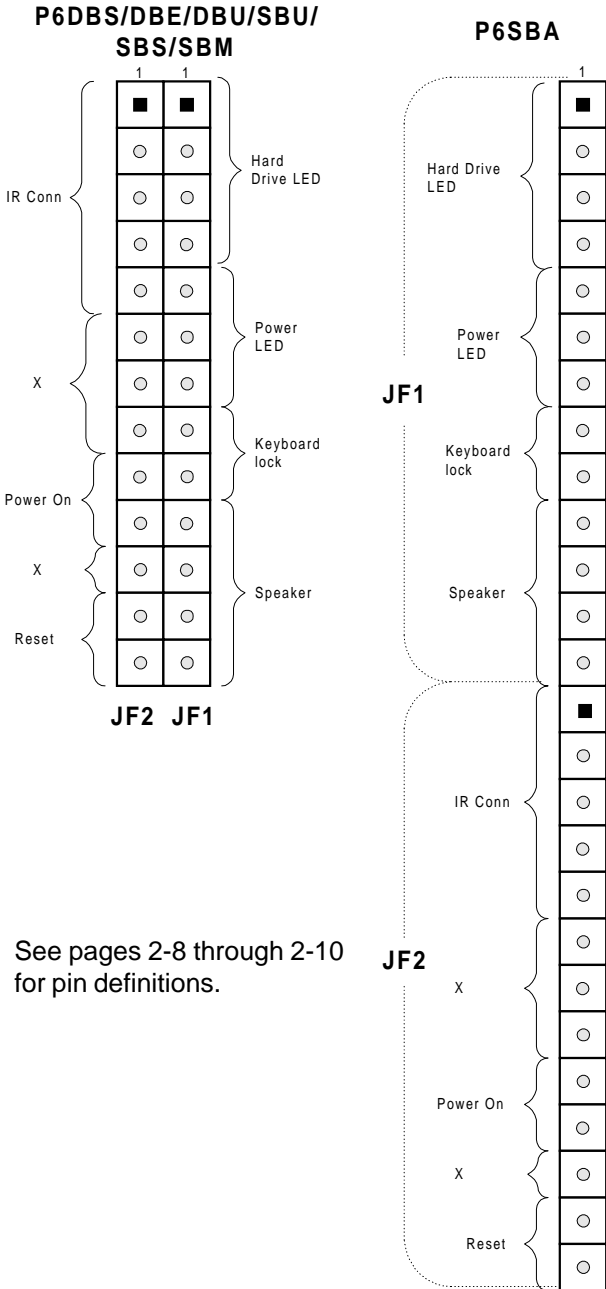 P6DBS/DBE/DBU/SBU/
SBS/SBM
1 1
IR Conn
X
Power On
X
Reset
Hard
Drive LED
Power
LED
Keyboard
lock
Speaker
JF2 JF1
See pages 2-8 through 2-10
for pin definitions.
P6SBA
1
JF1
Hard Drive
LED
Power
LED
Keyboard
lock
Speaker
JF2
IR Conn
X
Power On
X
Reset